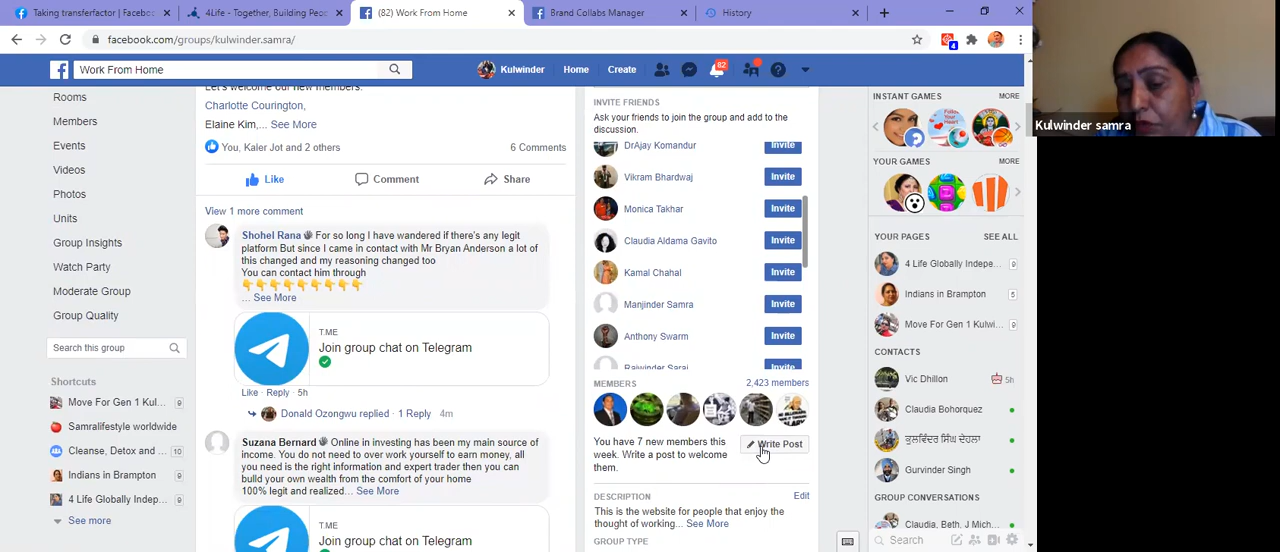 Taking transferfactor | Faceboo
4Life - Together, Building Peop
(82) Work From Home
Brand Collabs Manager
History
facebook.com/groups/kulwinder.samra/
4
Work From Home
Kulwinder
Home
Create
82
Rooms
Members
Events
Videos
Photos
Units
Group Insights
Watch Party
Moderate Group
Group Quality
Search this group
Shortcuts
Move For Gen 1 Kul... 9
Samralifestyle worldwide
Cleanse, Detox and ... 10
Indians in Brampton 9
4 Life Globally Indep... 9
See more
Let's welcome our new members:
Charlotte Courington,
Elaine Kim,... See More
You, Kaler Jot and 2 others
6 Comments
Like
Comment
Share
View 1 more comment
Shohel Rana For so long I have wandered if there's any legit
platform But since I came in contact with Mr Bryan Anderson a lot of
this changed and my reasoning changed too
You can contact him through
👇👇👇👇👇👇👇👇👇
... See More
T.ME
Join group chat on Telegram
Like · Reply · 5h
Donald Ozongwu replied · 1 Reply 4m
Suzana Bernard Online in investing has been my main source of
income. You do not need to over work yourself to earn money, all
you need is the right information and expert trader then you can
build your own wealth from the comfort of your home
100% legit and realized... See More
T.ME
Join group chat on Telegram
INVITE FRIENDS
Ask your friends to join the group and add to the
discussion.
DrAjay Komandur Invite
Vikram Bhardwaj Invite
Monica Takhar Invite
Claudia Aldama Gavito Invite
Kamal Chahal Invite
Manjinder Samra Invite
Anthony Swarm Invite
Rajwinder Saraj Invite
MEMBERS
2,423 members
You have 7 new members this
week. Write a post to welcome
them.
Write Post
DESCRIPTION
Edit
This is the website for people that enjoy the
thought of working... See More
GROUP TYPE
INSTANT GAMES
MORE
YOUR GAMES
MORE
YOUR PAGES
SEE ALL
4 Life Globally Indepe... 9
Indians in Brampton 5
Move For Gen 1 Kulwi... 9
CONTACTS
Vic Dhillon 5h
Claudia Bohorquez
ਕੁਲਵਿੰਦਰ ਸਿੰਘ ਦੇਹਲਾ
Gurvinder Singh
GROUP CONVERSATIONS
Claudia, Beth, J Mich...
Search
Kulwinder samra